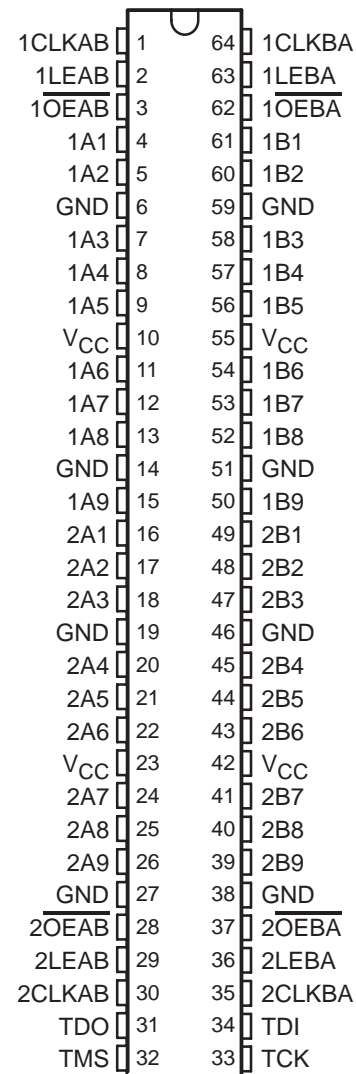 1CLKAB 1 64 1CLKBA
1LEAB 2 63 1LEBA
1O̅E̅A̅B̅ 3 62 1O̅E̅B̅A̅
1A1 4 61 1B1
1A2 5 60 1B2
GND 6 59 GND
1A3 7 58 1B3
1A4 8 57 1B4
1A5 9 56 1B5
VCC 10 55 VCC
1A6 11 54 1B6
1A7 12 53 1B7
1A8 13 52 1B8
GND 14 51 GND
1A9 15 50 1B9
2A1 16 49 2B1
2A2 17 48 2B2
2A3 18 47 2B3
GND 19 46 GND
2A4 20 45 2B4
2A5 21 44 2B5
2A6 22 43 2B6
VCC 23 42 VCC
2A7 24 41 2B7
2A8 25 40 2B8
2A9 26 39 2B9
GND 27 38 GND
2O̅E̅A̅B̅ 28 37 2O̅E̅B̅A̅
2LEAB 29 36 2LEBA
2CLKAB 30 35 2CLKBA
TDO 31 34 TDI
TMS 32 33 TCK